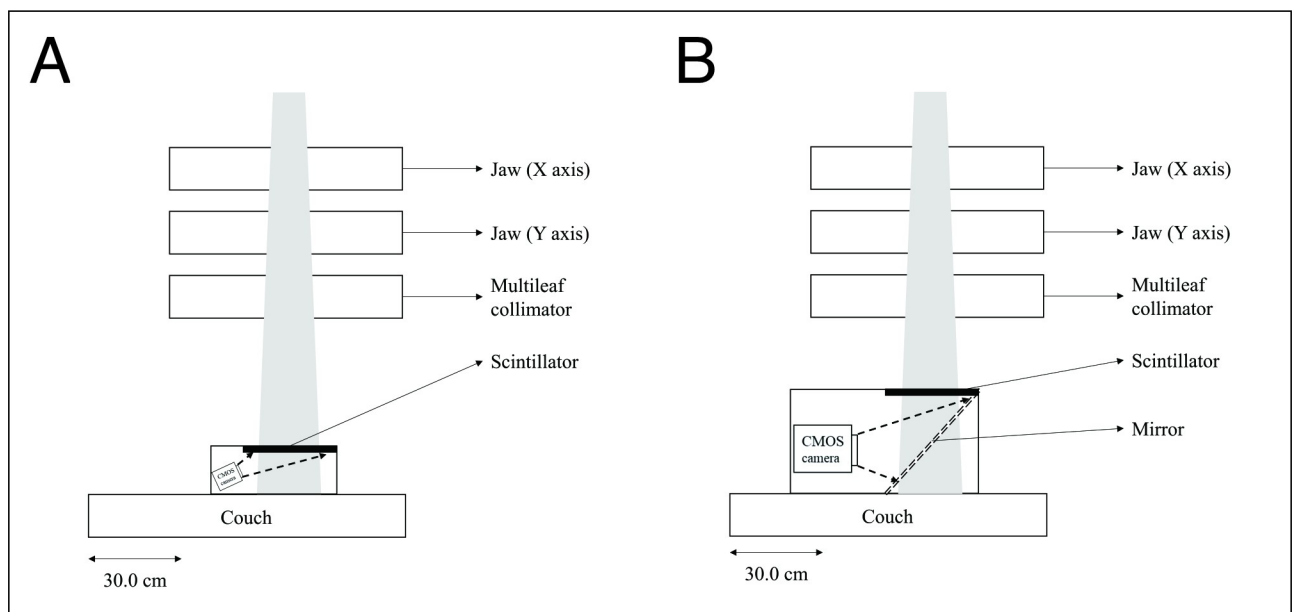 A
Jaw (X axis)
Jaw (Y axis)
Multileaf
collimator
Scintillator
CMOS
camera
Couch
30.0 cm
B
Jaw (X axis)
Jaw (Y axis)
Multileaf
collimator
Scintillator
Mirror
CMOS
camera
Couch
30.0 cm